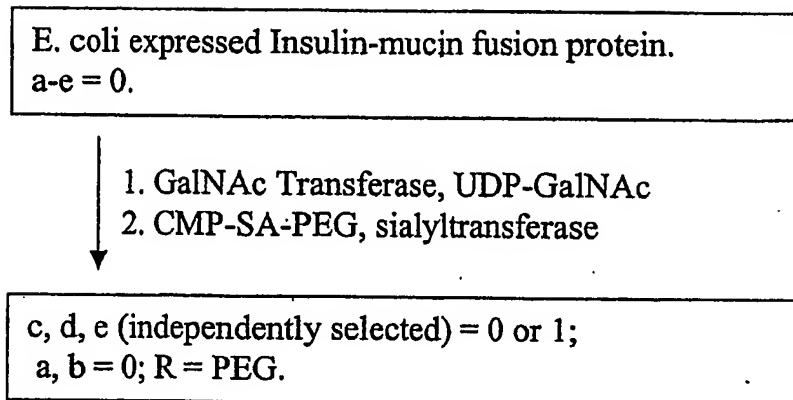 E. coli expressed Insulin-mucin fusion protein.
a-e = 0.
1. GalNAc Transferase, UDP-GalNAc
2. CMP-SA-PEG, sialyltransferase
c, d, e (independently selected) = 0 or 1;
a, b = 0; R = PEG.